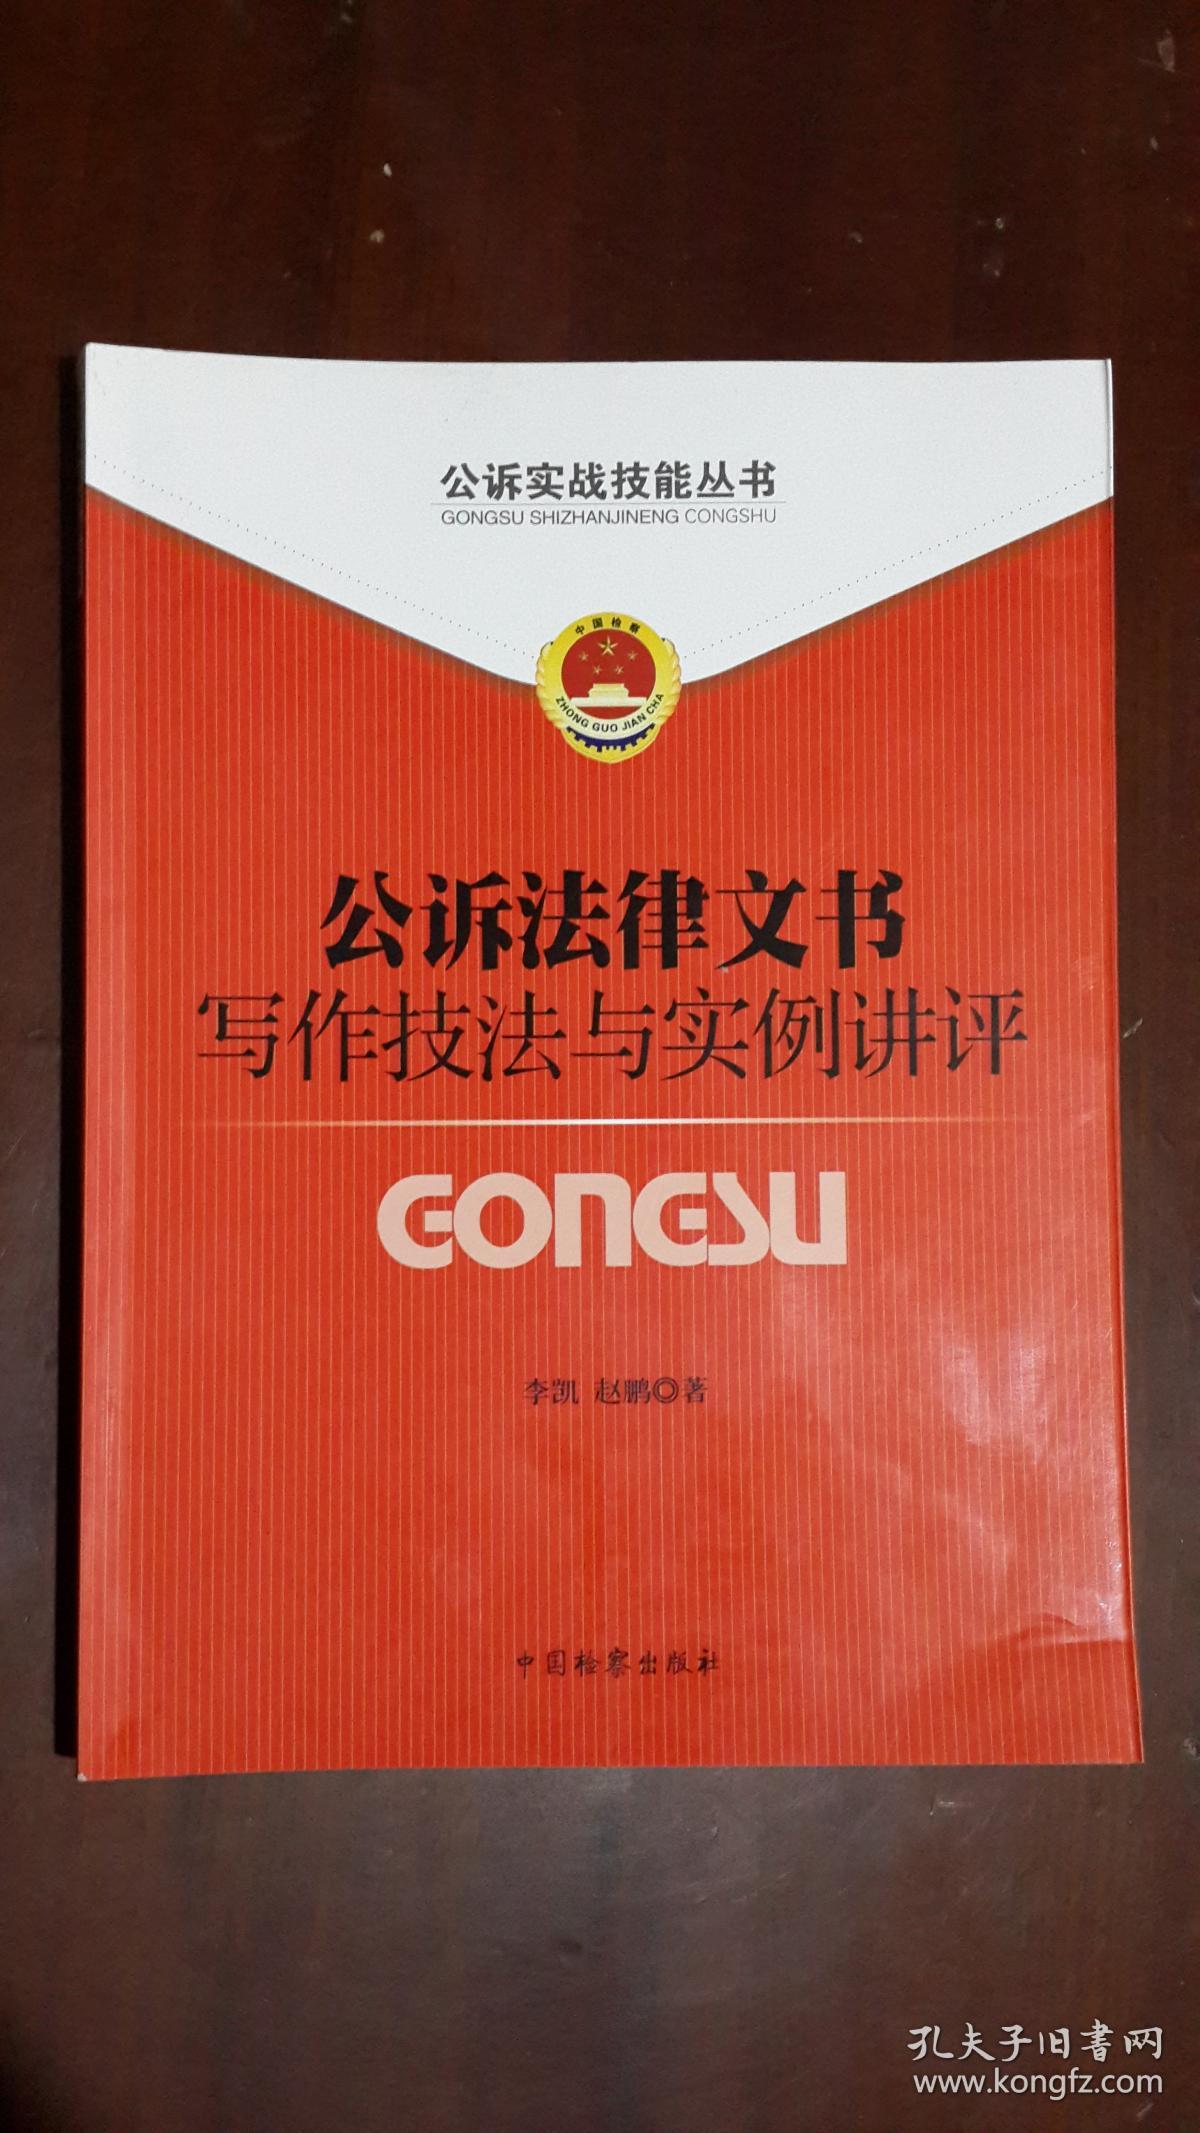 公诉实战技能丛书
GONGSU SHIZHANJINENG CONGSHU
中国检察
ZHONG GUO JIAN CHA
公诉法律文书
写作技法与实例讲评
GONGSU
李凯 赵鹏◎著
中国检察出版社
孔夫子旧書网
www.kongfz.com